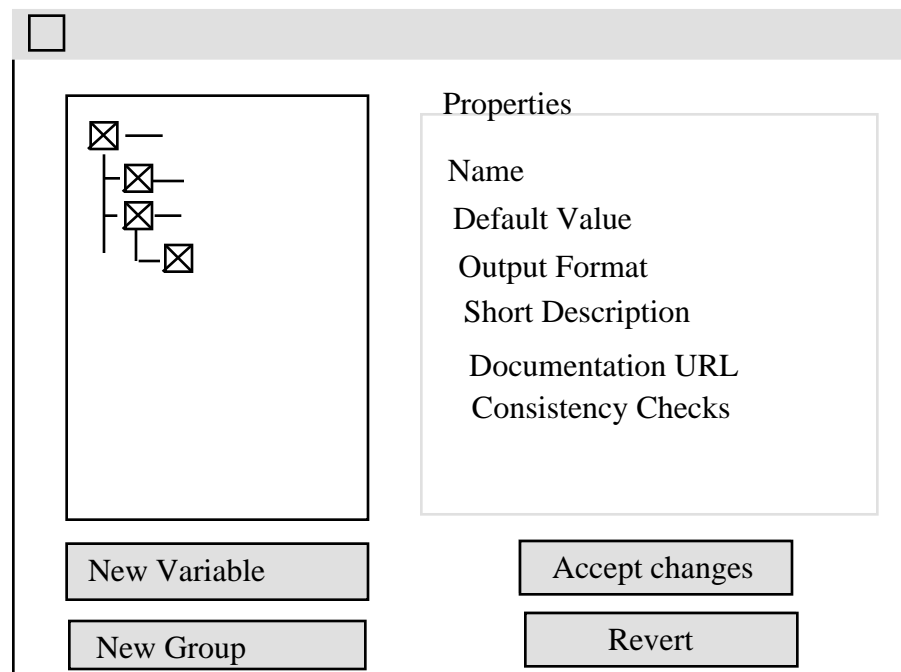 Properties
Name
Default Value
Output Format
Short Description
Documentation URL
Consistency Checks
New Variable
Accept changes
New Group
Revert